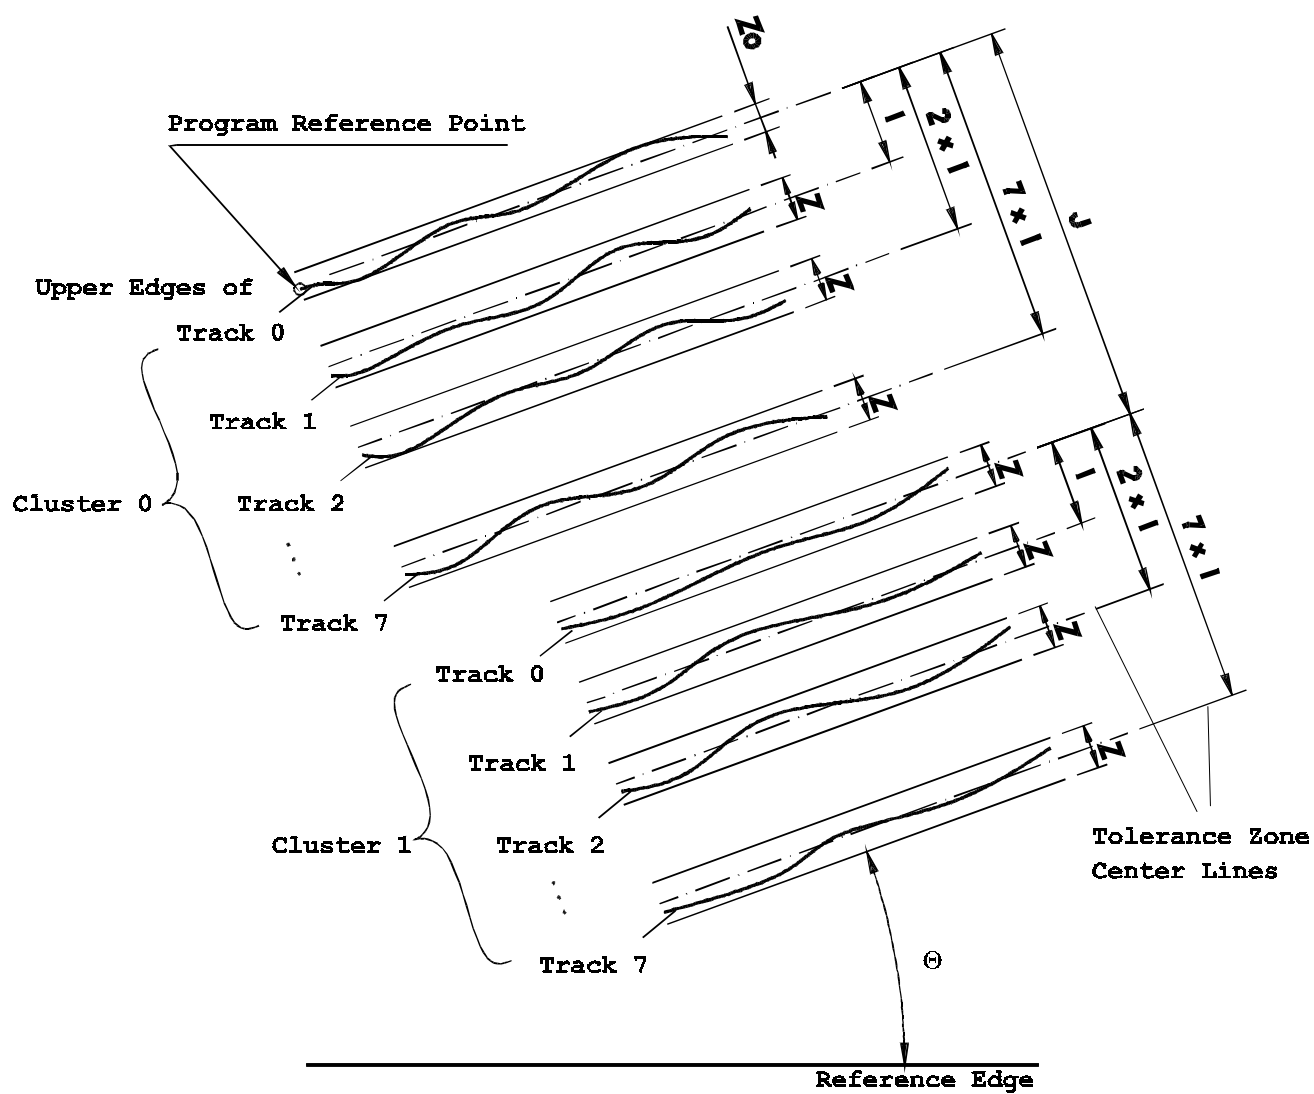 Zo
Program Reference Point
I
2 × I
7 × I
J
Z
Z
Upper Edges of
Track 0
Track 1
Z
Z
I
2 × I
7 × I
Cluster 0
Track 2
Z
Track 7
Z
Track 0
Z
Track 1
Tolerance Zone
Center Lines
Cluster 1
Track 2
Track 7
Θ
Reference Edge